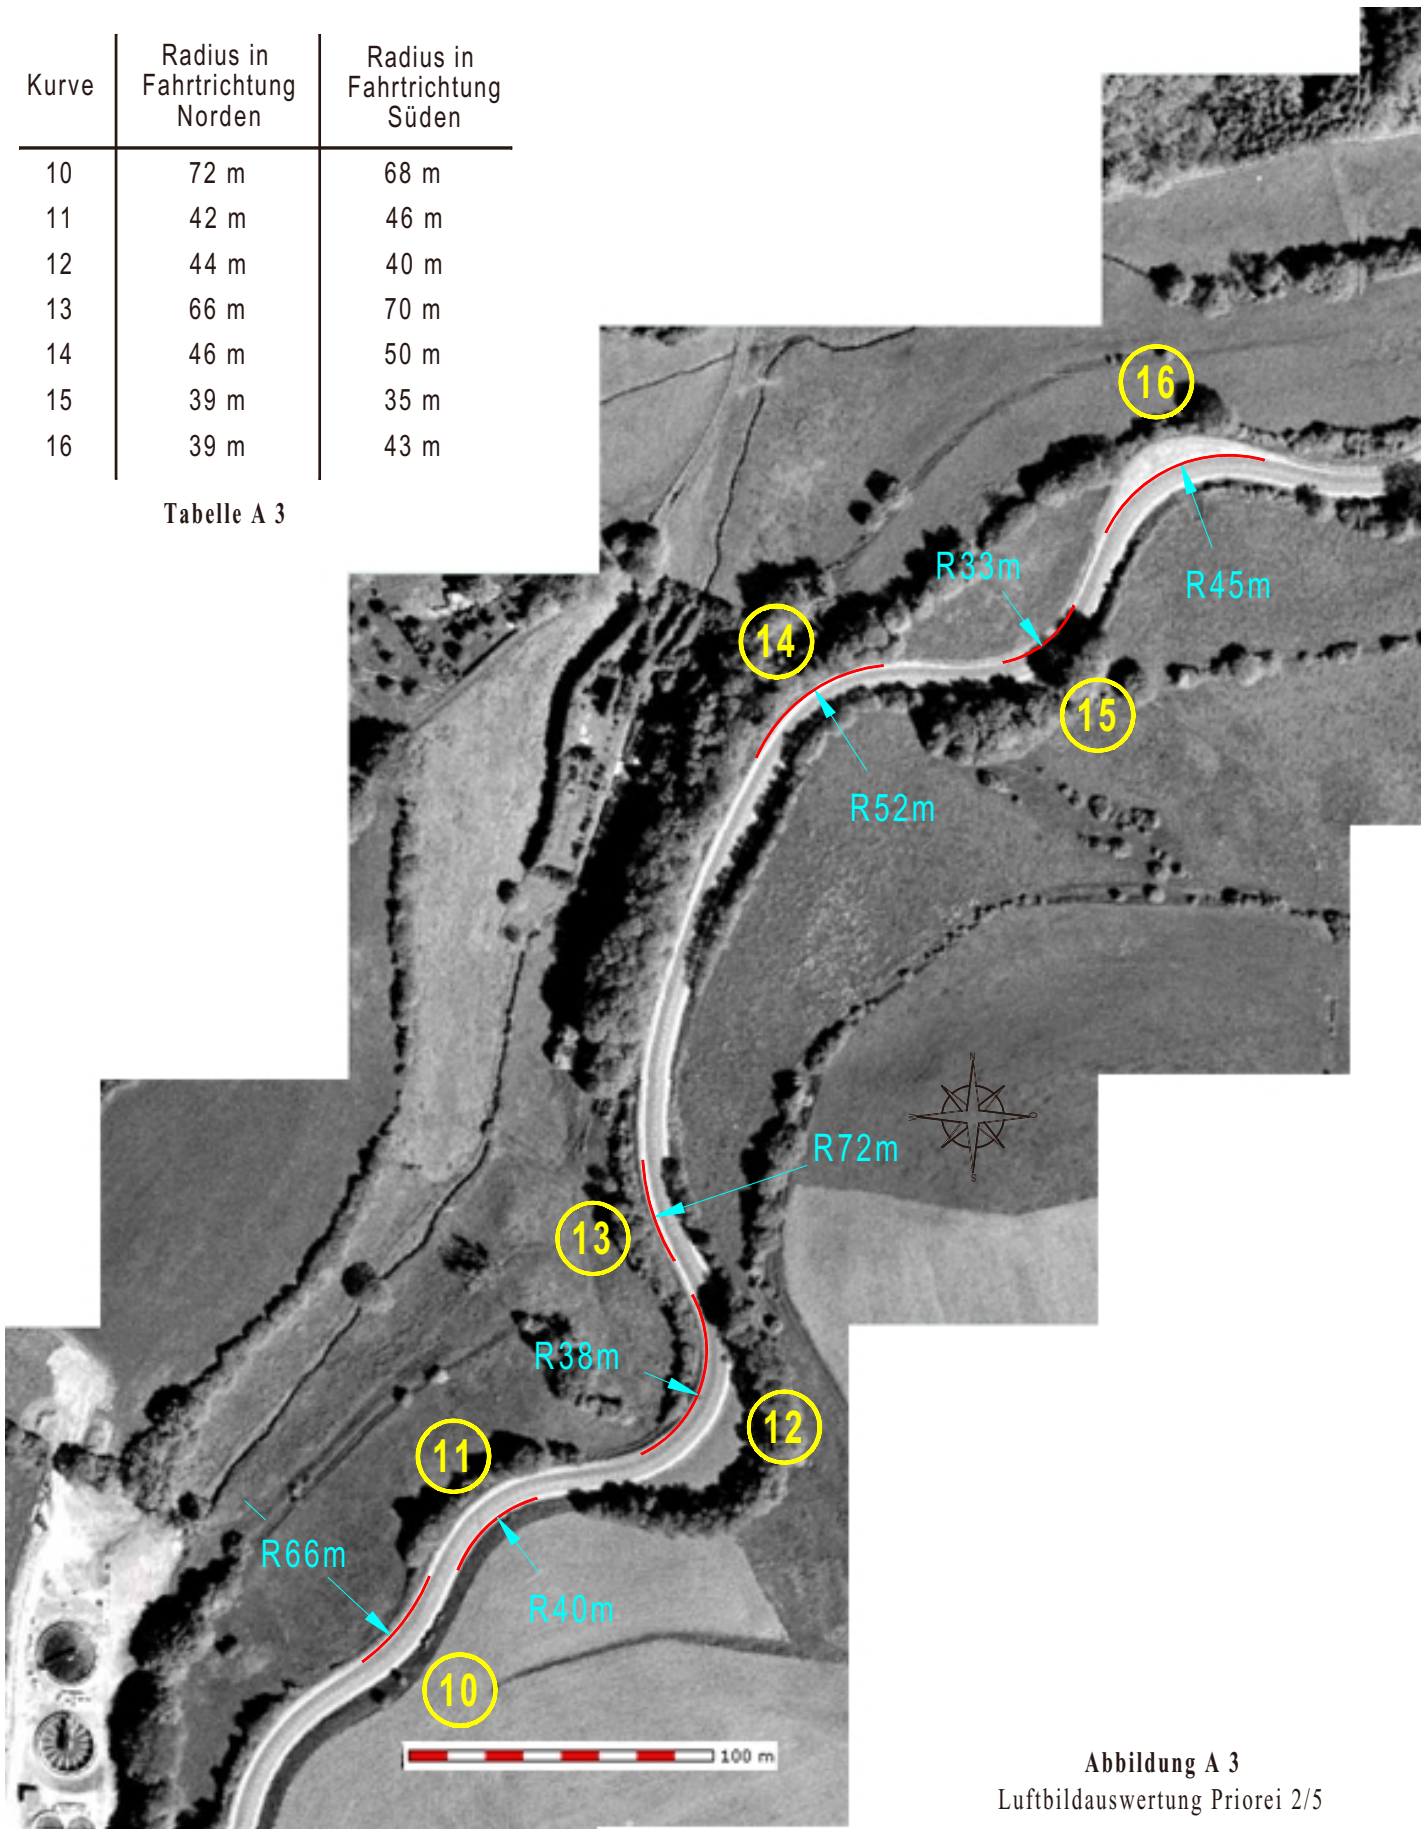 Kurve Radius in Fahrtrichtung Norden Radius in Fahrtrichtung Süden
10 72 m 68 m
11 42 m 46 m
12 44 m 40 m
13 66 m 70 m
14 46 m 50 m
15 39 m 35 m
16 39 m 43 m
Tabelle A 3
16
R33m
R45m
14
15
R52m
N
W
O
S
R72m
13
R38m
12
11
R66m
R40m
10
100 m
Abbildung A 3
Luftbildauswertung Priorei 2/5